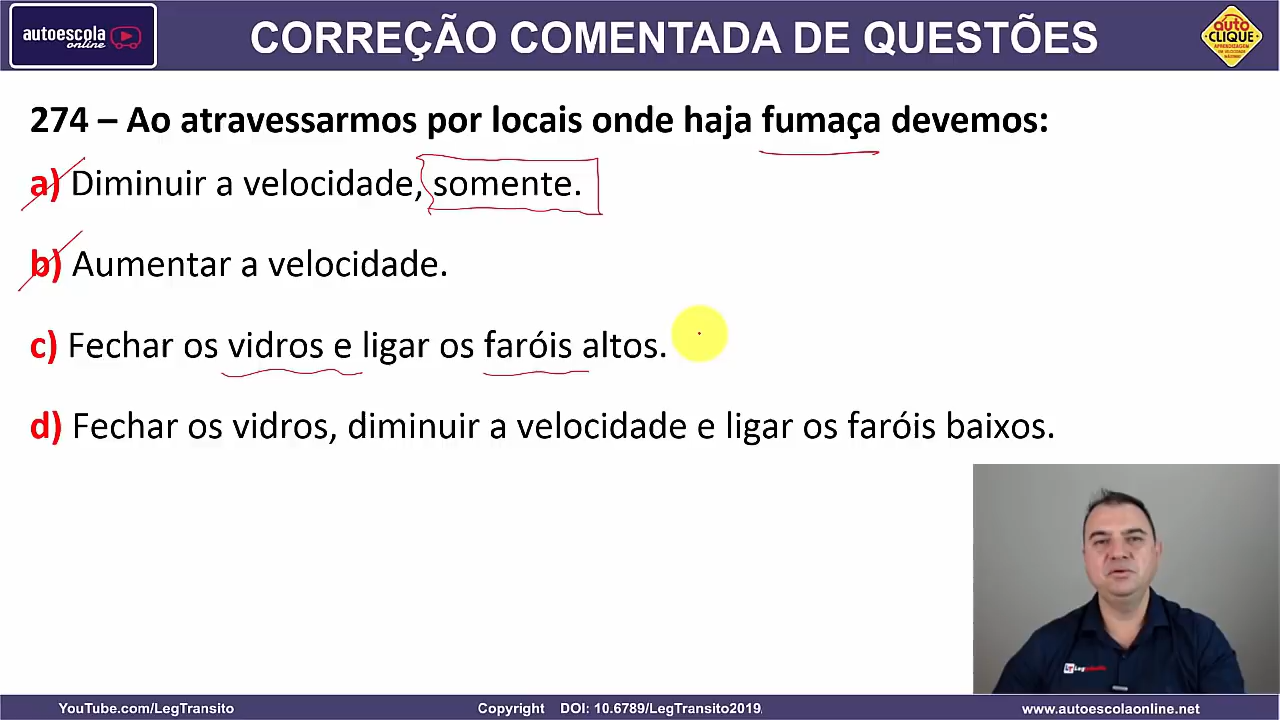 autoescola
online
CORREÇÃO COMENTADA DE QUESTÕES
auto
CLIQUE
274 – Ao atravessarmos por locais onde haja fumaça devemos:
a) Diminuir a velocidade, somente.
b) Aumentar a velocidade.
c) Fechar os vidros e ligar os faróis altos.
d) Fechar os vidros, diminuir a velocidade e ligar os faróis baixos.
YouTube.com/LegTransito
Copyright DOI: 10.6789/LegTransito2019
www.autoescolaonline.net